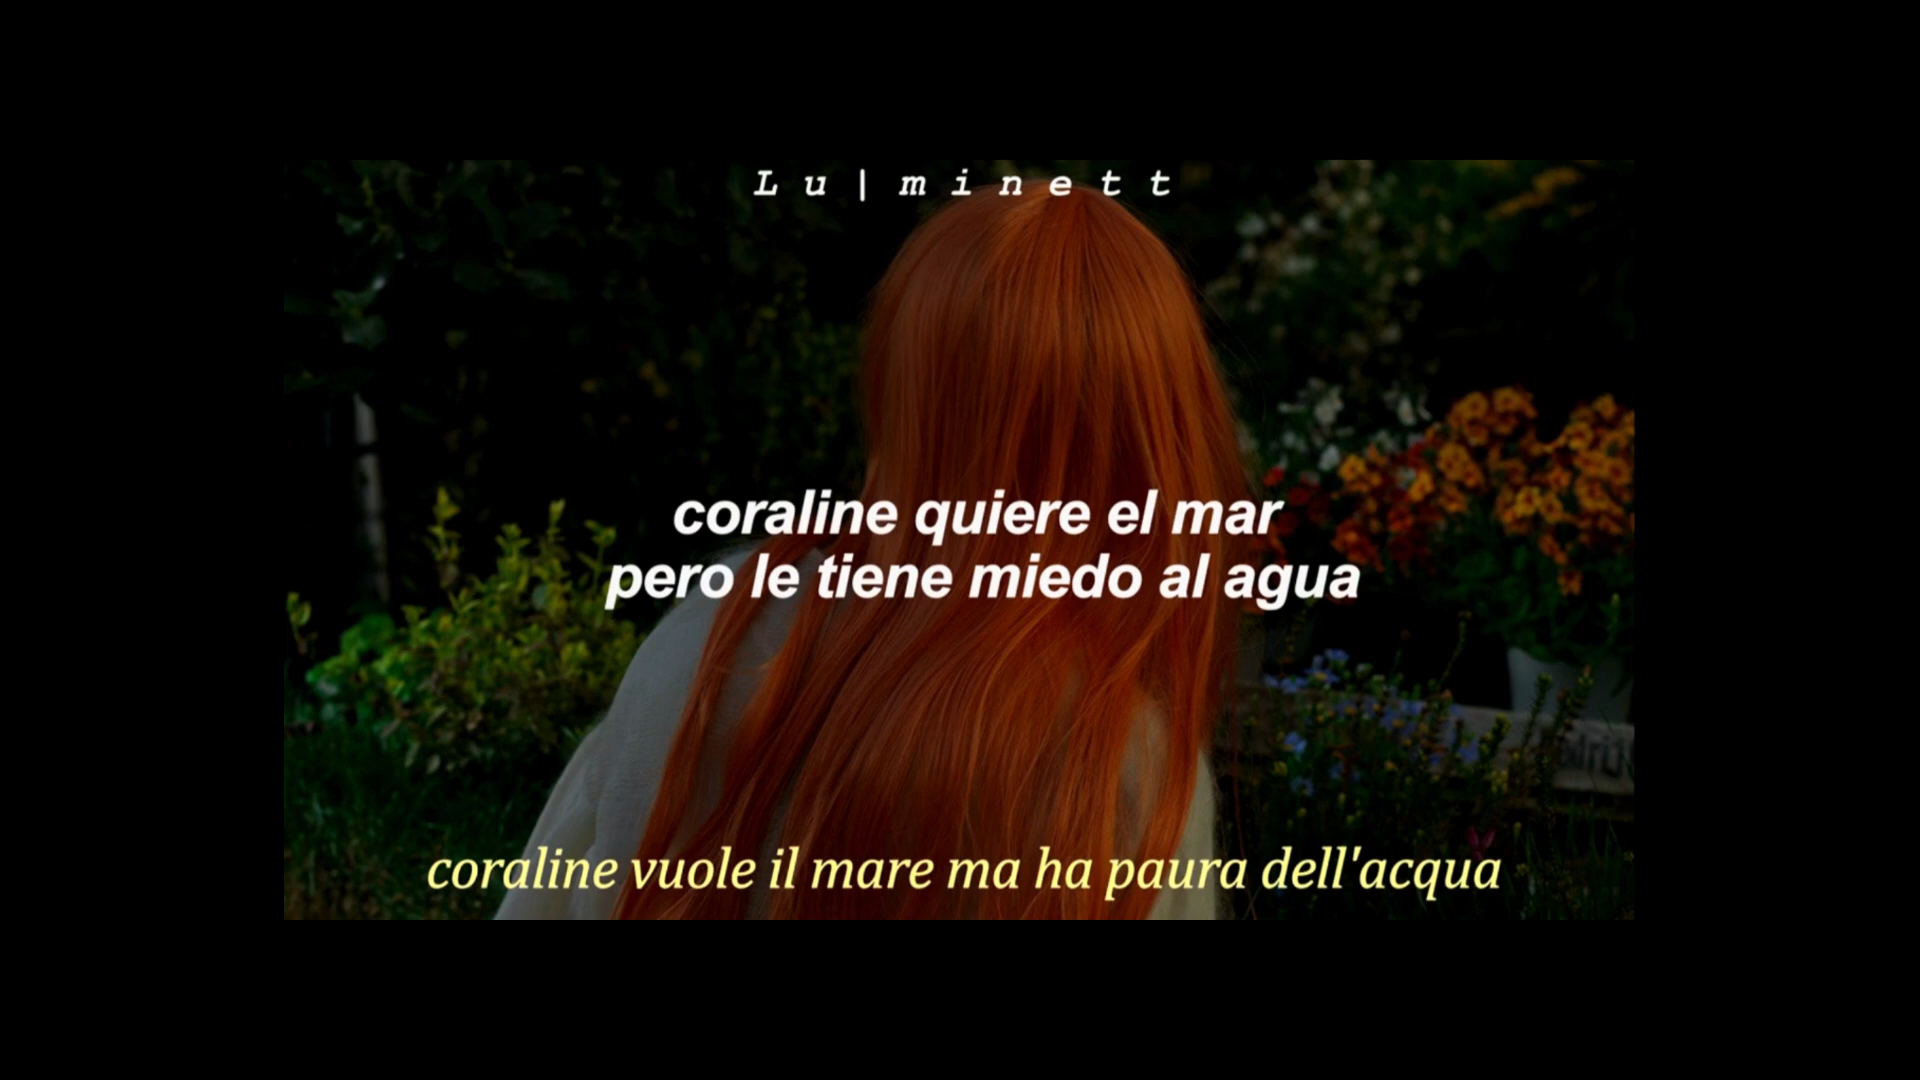 L u | m i n e t t
coraline quiere el mar
pero le tiene miedo al agua
coraline vuole il mare ma ha paura dell'acqua